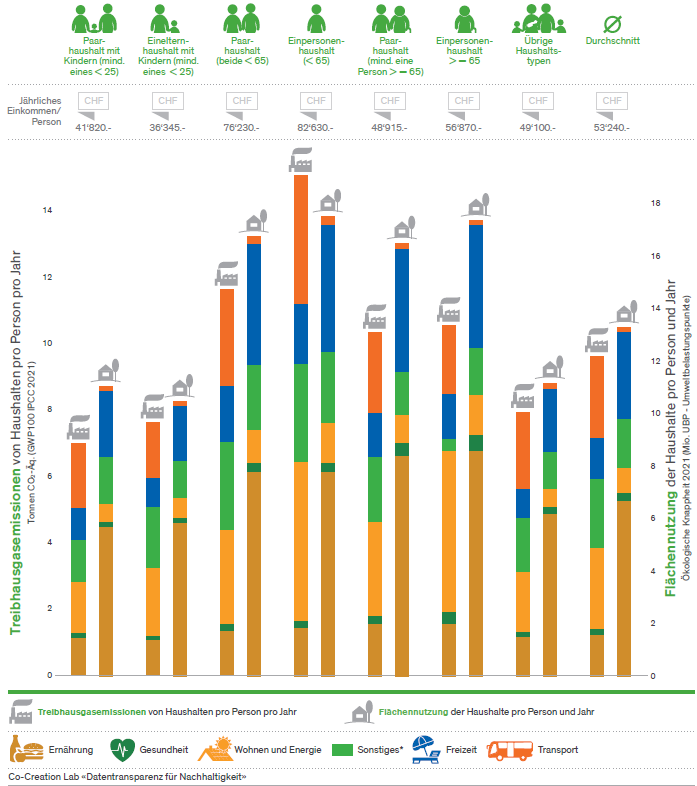 Paar-
haushalt mit
Kindern (mind.
eines < 25)
Eineltern-
haushalt mit
Kindern (mind.
eines < 25)
Paar-
haushalt
(beide < 65)
Einpersonen-
haushalt
(< 65)
Paar-
haushalt
(mind. eine
Person > = 65)
Einpersonen-
haushalt
> = 65
Übrige
Haushalts-
typen
Durchschnitt
Jährliches
Einkommen/
Person
CHF CHF CHF CHF CHF CHF CHF CHF
41'820.- 36'345.- 76'230.- 82'630.- 48'915.- 56'870.- 49'100.- 53'240.-
Treibhausgasemissionen von Haushalten pro Person pro Jahr
Tonnen CO₂-Äq. (GWP100 IPCC 2021)
14
12
10
8
6
4
2
0
18
16
14
12
10
8
6
4
2
0
Flächennutzung der Haushalte pro Person und Jahr
Ökologische Knappheit 2021 (Mio. UBP - Umweltbelastungspunkte)
Treibhausgasemissionen von Haushalten pro Person pro Jahr
Flächennutzung der Haushalte pro Person und Jahr
Ernährung Gesundheit Wohnen und Energie Sonstiges* Freizeit Transport
Co-Creation Lab «Datentransparenz für Nachhaltigkeit»